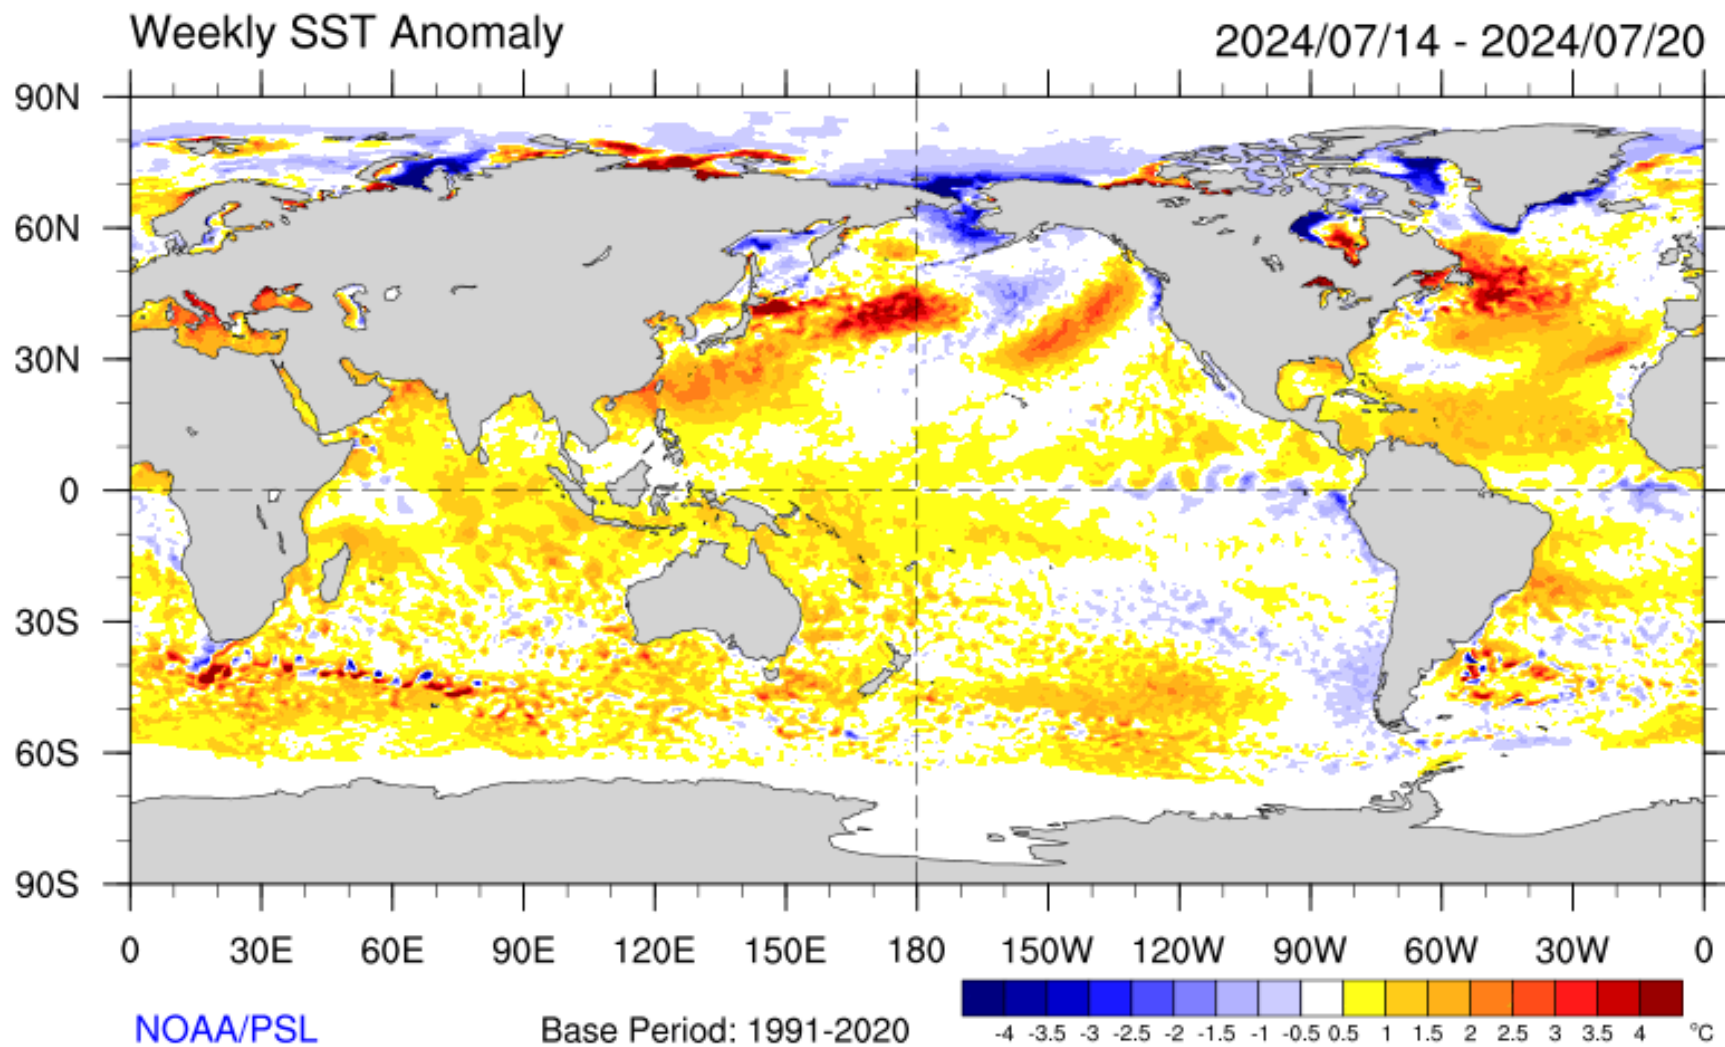 Weekly SST Anomaly
2024/07/14 - 2024/07/20
90N
60N
30N
0
30S
60S
90S
0 30E 60E 90E 120E 150E 180 150W 120W 90W 60W 30W 0
-4 -3.5 -3 -2.5 -2 -1.5 -1 -0.5 0.5 1 1.5 2 2.5 3 3.5 4 °C
NOAA/PSL
Base Period: 1991-2020